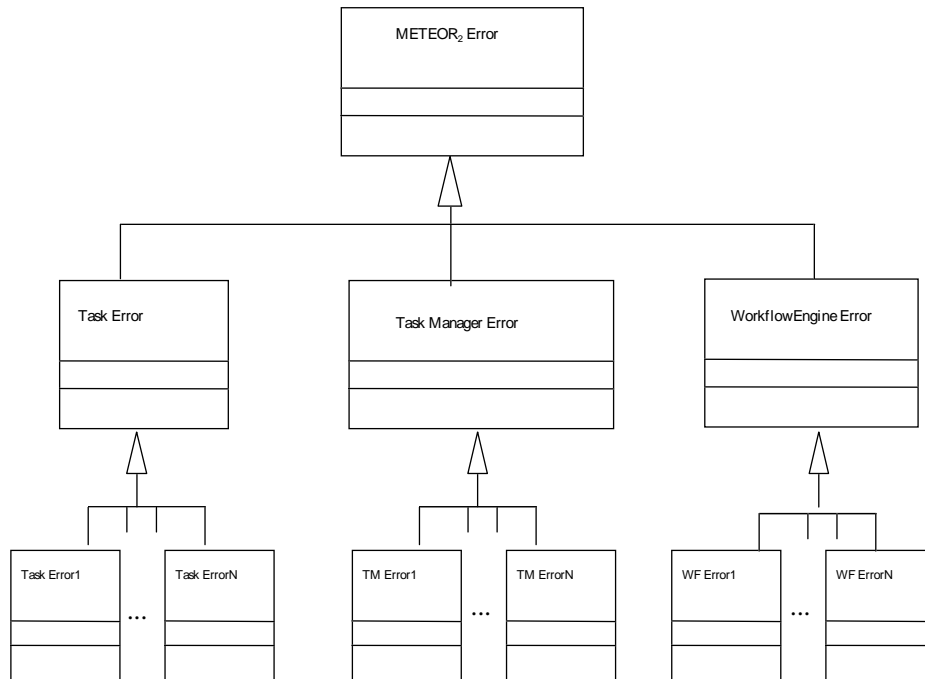 METEOR₂ Error
Task Error
Task Manager Error
WorkflowEngine Error
Task Error1
...
Task ErrorN
TM Error1
...
TM ErrorN
WF Error1
...
WF ErrorN